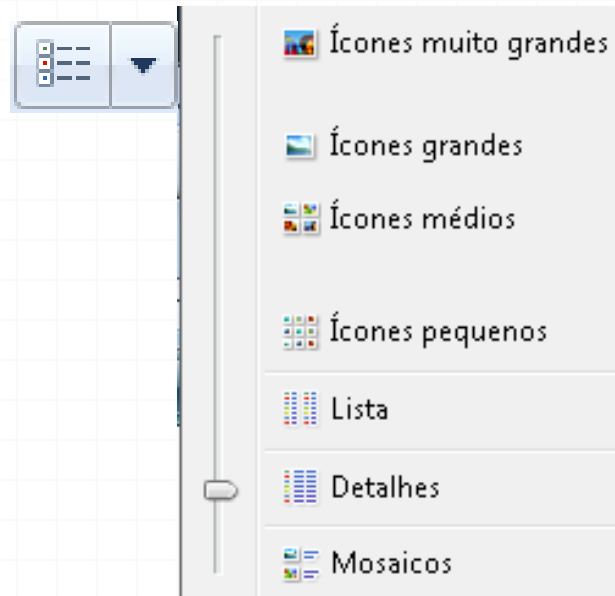 Ícones muito grandes
Ícones grandes
Ícones médios
Ícones pequenos
Lista
Detalhes
Mosaicos